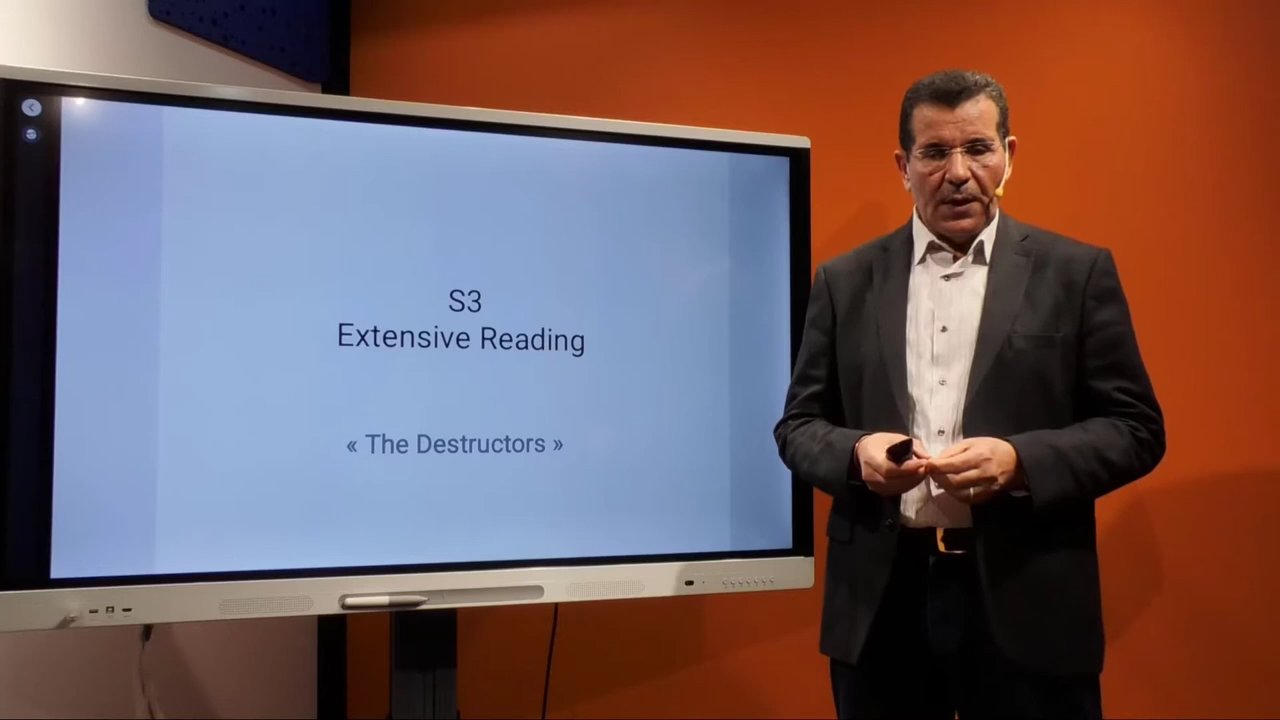 S3
Extensive Reading
« The Destructors »